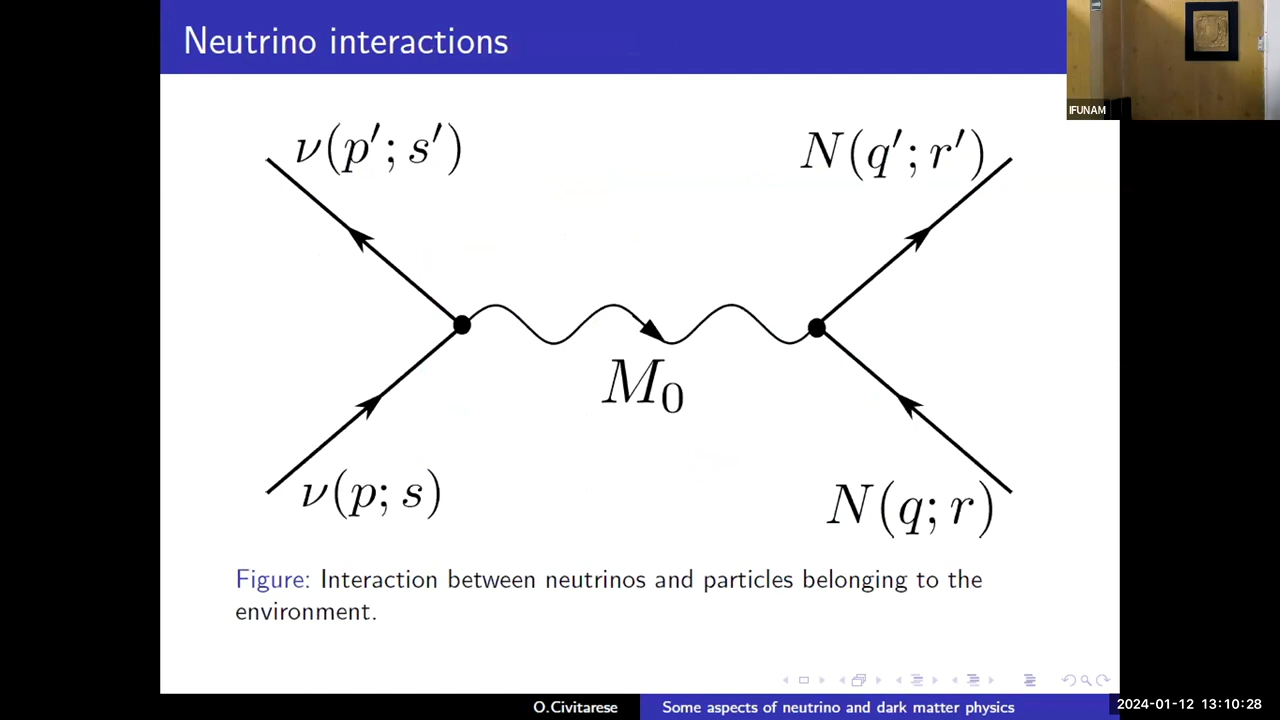 Neutrino interactions
IFUNAM
ν(p′; s′)
N(q′; r′)
M₀
ν(p; s)
N(q; r)
Figure: Interaction between neutrinos and particles belonging to the
environment.
O.Civitarese
Some aspects of neutrino and dark matter physics
2024-01-12 13:10:28